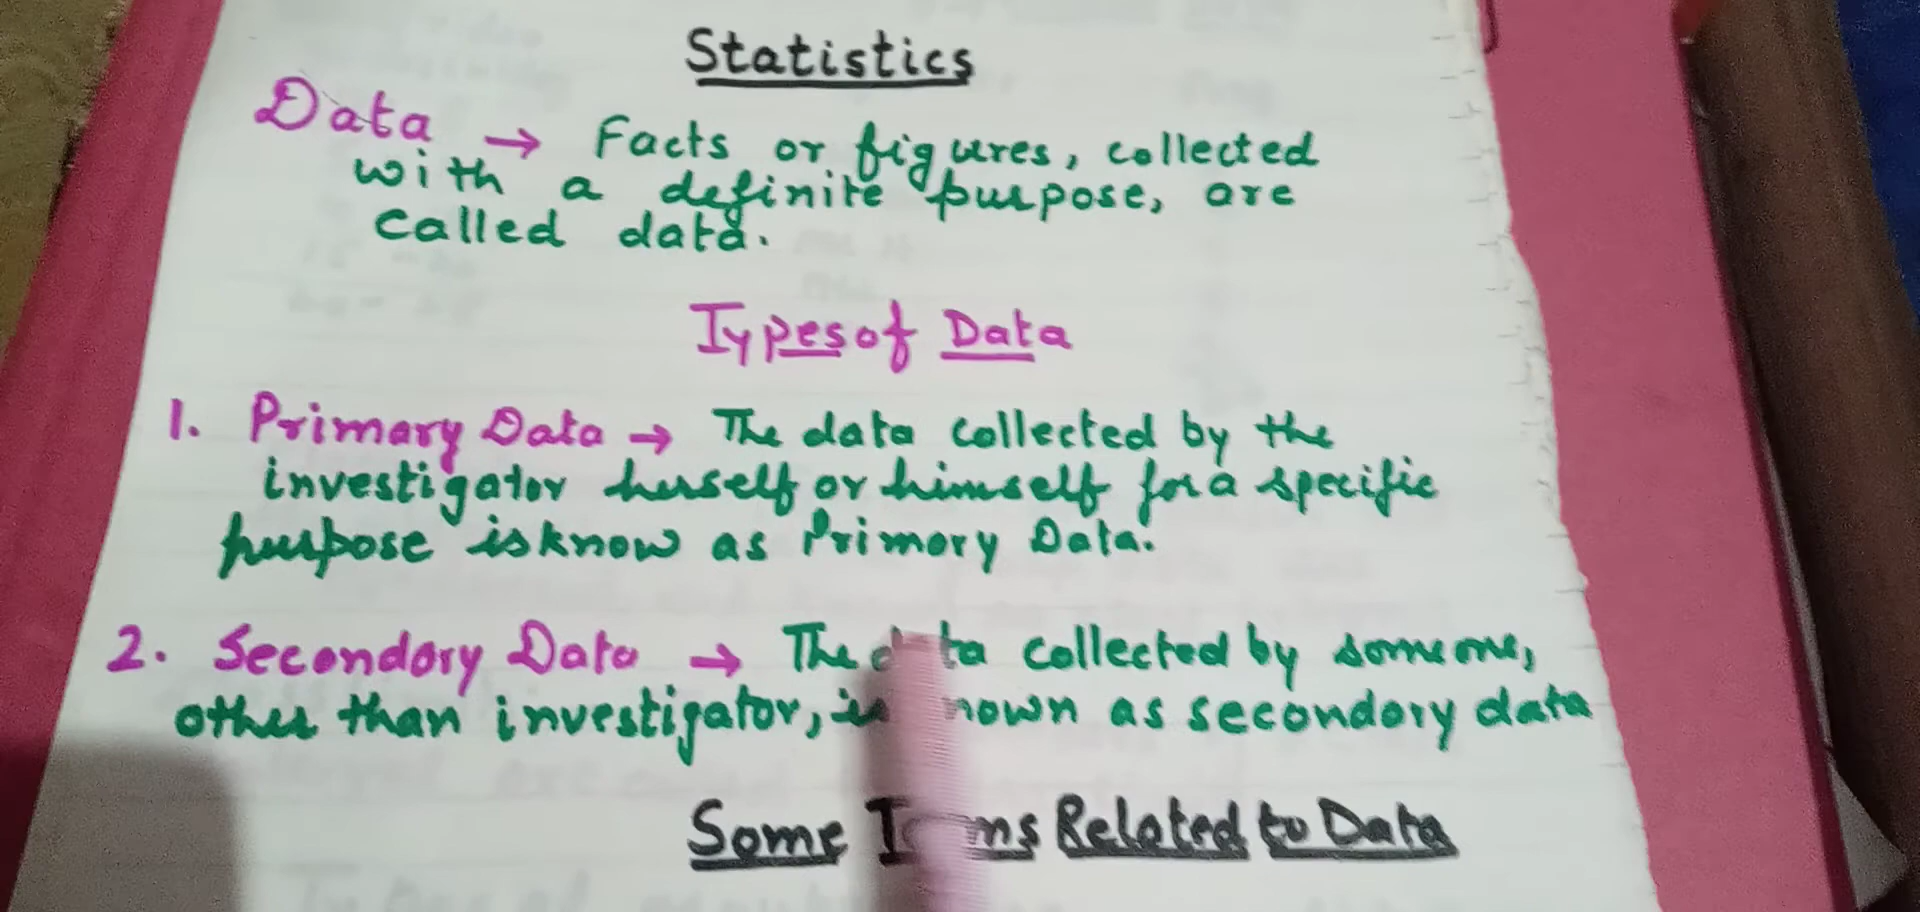 Statistics
Data → Facts or figures, collected
with a definite purpose, are
called data.
Types of Data
1. Primary Data → The data collected by the
investigator herself or himself for a specific
purpose is know as Primary Data.
2. Secondary Data → The collected by someone,
other than investigator, as secondary data
Some Related to Data